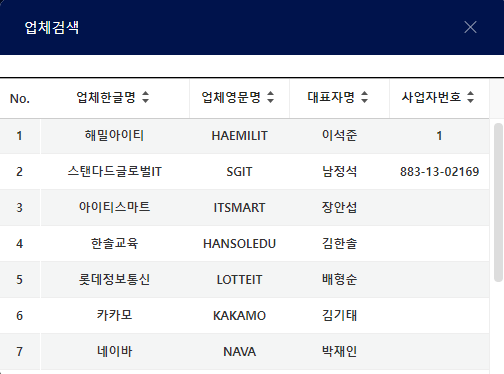 업체검색
No. 업체한글명 업체영문명 대표자명 사업자번호
1 해밀아이티 HAEMILIT 이석준 1
2 스탠다드글로벌IT SGIT 남정석 883-13-02169
3 아이티스마트 ITSMART 장안섭
4 한솔교육 HANSOLEDU 김한솔
5 롯데정보통신 LOTTEIT 배형순
6 카카모 KAKAMO 김기태
7 네이바 NAVA 박재인